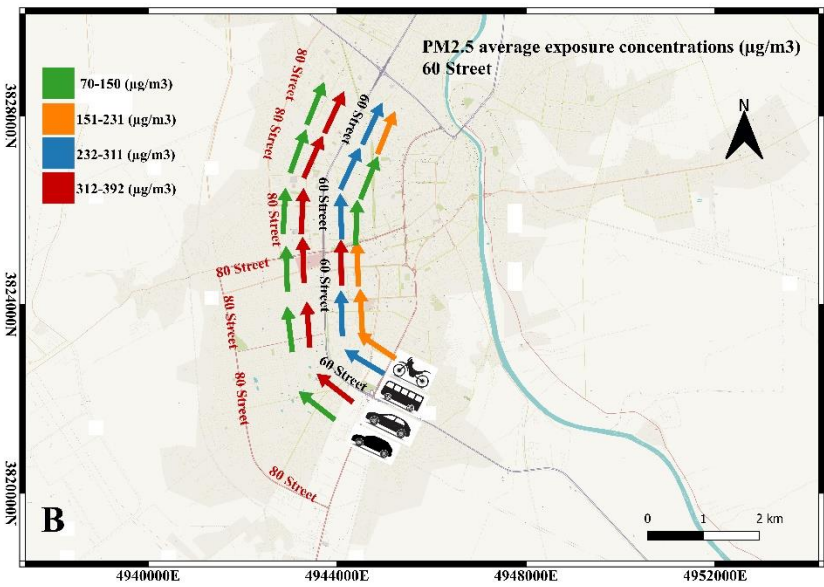 PM2.5 average exposure concentrations (µg/m3)
60 Street
70-150 (µg/m3)
151-231 (µg/m3)
232-311 (µg/m3)
312-392 (µg/m3)
N
80 Street
80 Street
80 Street
80 Street
80 Street
80 Street
80 Street
60 Street
60 Street
60 Street
60 Street
3828000N
3824000N
3820000N
B
0 1 2 km
4940000E 4944000E 4948000E 4952000E